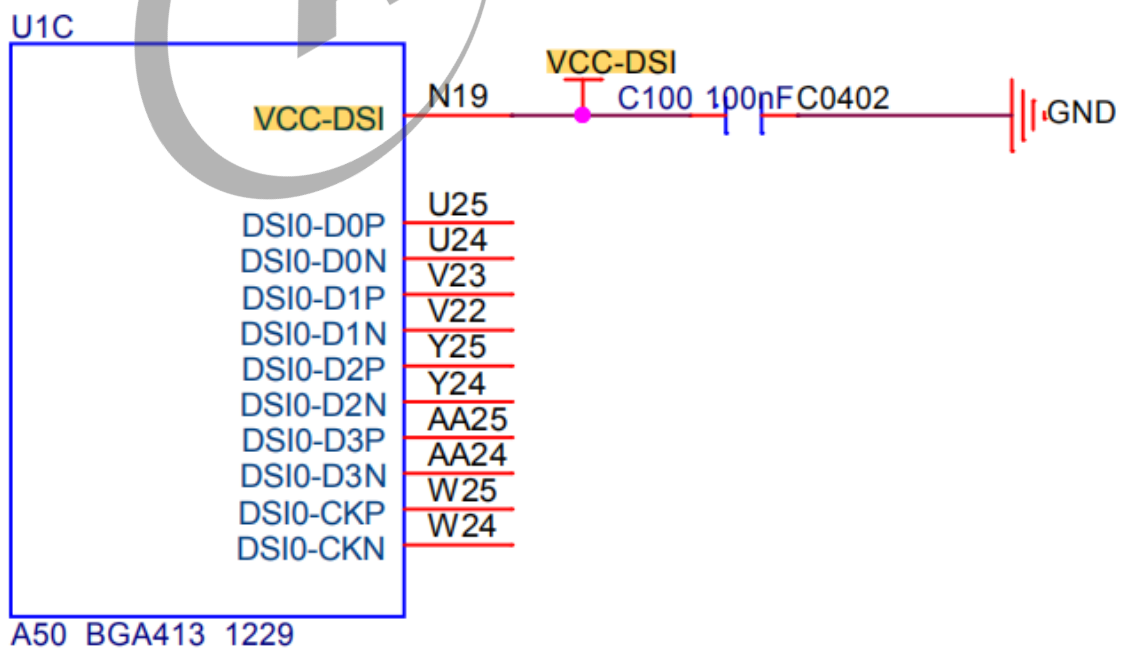 U1C
VCC-DSI
VCC-DSI N19 C100 100nF C0402 GND
DSI0-D0P U25
DSI0-D0N U24
DSI0-D1P V23
DSI0-D1N V22
DSI0-D2P Y25
DSI0-D2N Y24
DSI0-D3P AA25
DSI0-D3N AA24
DSI0-CKP W25
DSI0-CKN W24
A50 BGA413 1229